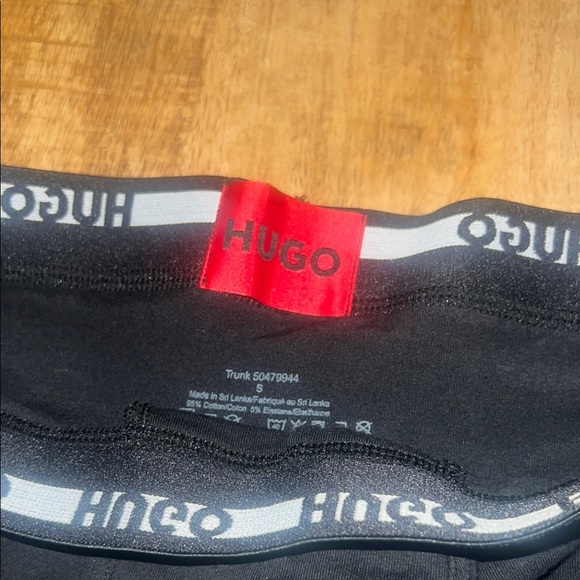 HUGO HUGO
HUGO
Trunk 50479944
S
Made in Sri Lanka/Fabriqué au Sri Lanka
95% Cotton/Coton 5% Elastane/Élasthanne
HUGO HUGO